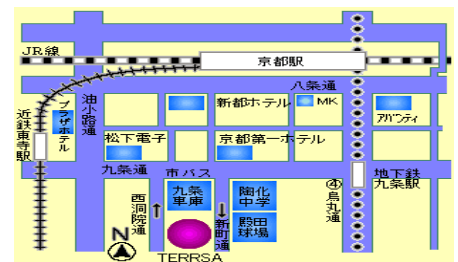 JR線
京都駅
八条通
近鉄東寺駅
プラザホテル
油小路通
新都ホテル
MK
アバンティ
松下電子
京都第一ホテル
九条通
市バス
地下鉄
九条駅
西洞院通
↑
九条
車庫
↓
新町通
陶化
中学
殿田
球場
④
烏丸通
N
TERRSA